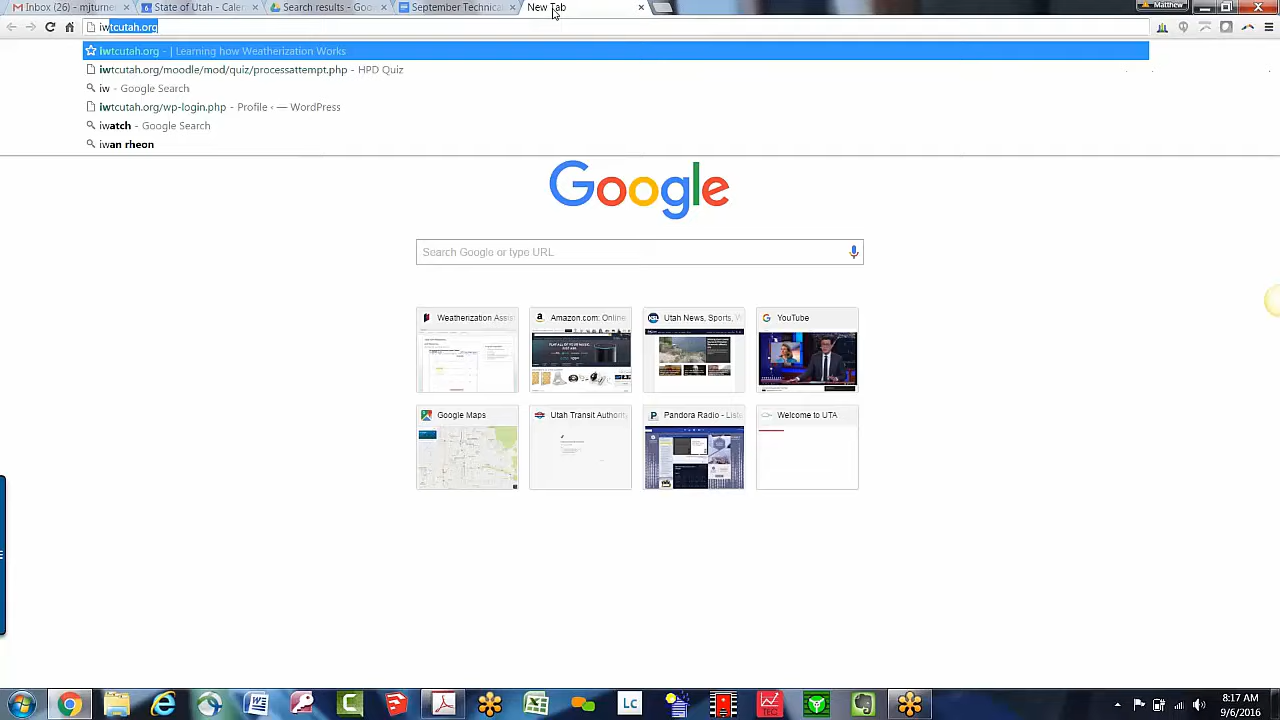 Inbox (26) - mjturne
State of Utah - Calen
Search results - Goo
September Technic
New Tab
Matthew
iwtcutah.org
iwtcutah.org - | Learning how Weatherization Works
iwtcutah.org/moodle/mod/quiz/processattempt.php - HPD Quiz
iw - Google Search
iwtcutah.org/wp-login.php - Profile ‹ — WordPress
iwatch - Google Search
iwan rheon
Google
Search Google or type URL
Weatherization Assis
Amazon.com: Online
Utah News, Sports, W
YouTube
Google Maps
Utah Transit Authority
Pandora Radio - Liste
Welcome to UTA
Lc
TEC
8:17 AM
9/6/2016